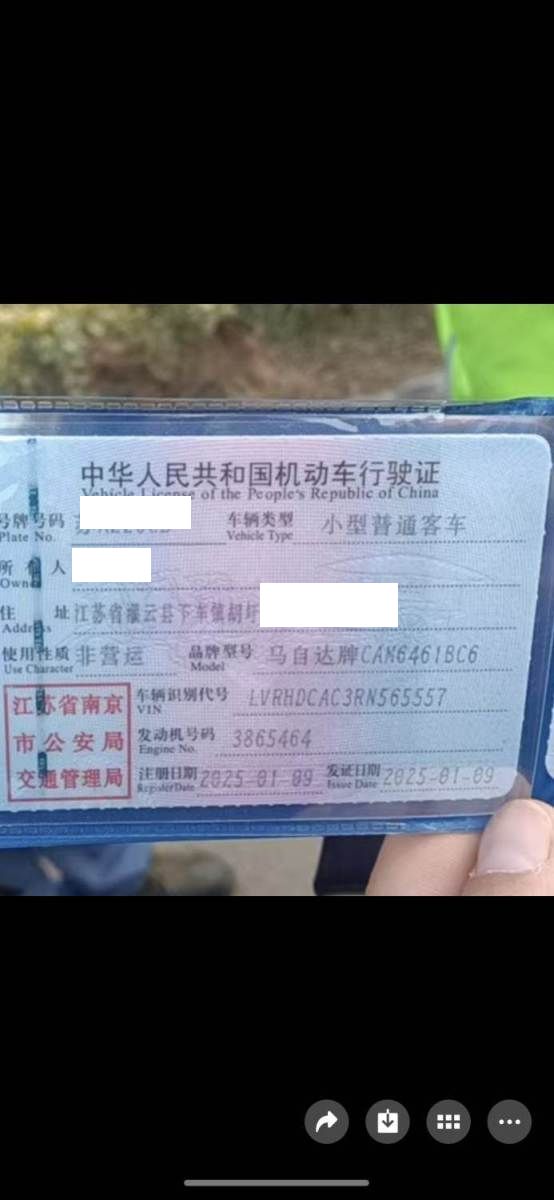 中华人民共和国机动车行驶证
Vehicle License of the People's Republic of China
号牌号码 车辆类型 小型普通客车
Plate No. Vehicle Type
所有人
Owner
住址 江苏省灌云县下车镇胡圩
Address
使用性质 非营运 品牌型号 马自达牌CAM6461BC6
Use Character Model
江苏省南京 车辆识别代号 LVRHDCAC3RN565557
VIN
市公安局 发动机号码 3865464
Engine No.
交通管理局 注册日期 2025-01-09 发证日期 2025-01-09
Register Date Issue Date